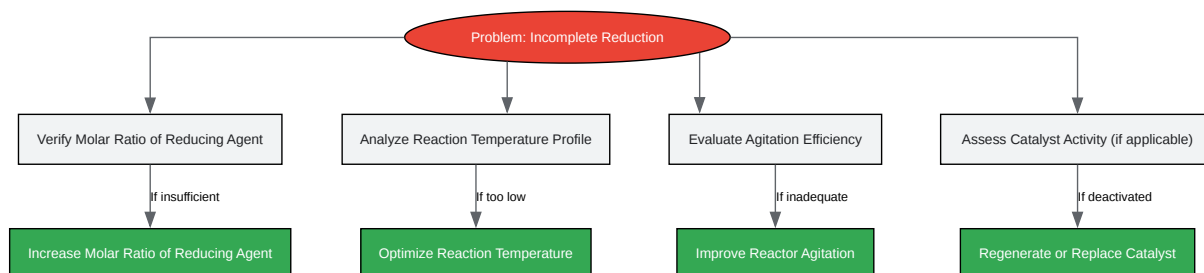 Problem: Incomplete Reduction
Verify Molar Ratio of Reducing Agent
Analyze Reaction Temperature Profile
Evaluate Agitation Efficiency
Assess Catalyst Activity (if applicable)
If insufficient
If too low
If inadequate
If deactivated
Increase Molar Ratio of Reducing Agent
Optimize Reaction Temperature
Improve Reactor Agitation
Regenerate or Replace Catalyst